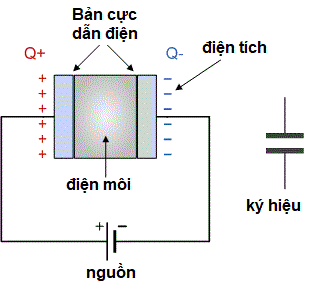 Bản cực
dẫn điện
Q+
Q-
điện tích
+
+
+
+
+
+
−
−
−
−
−
−
điện môi
ký hiệu
+ −
nguồn